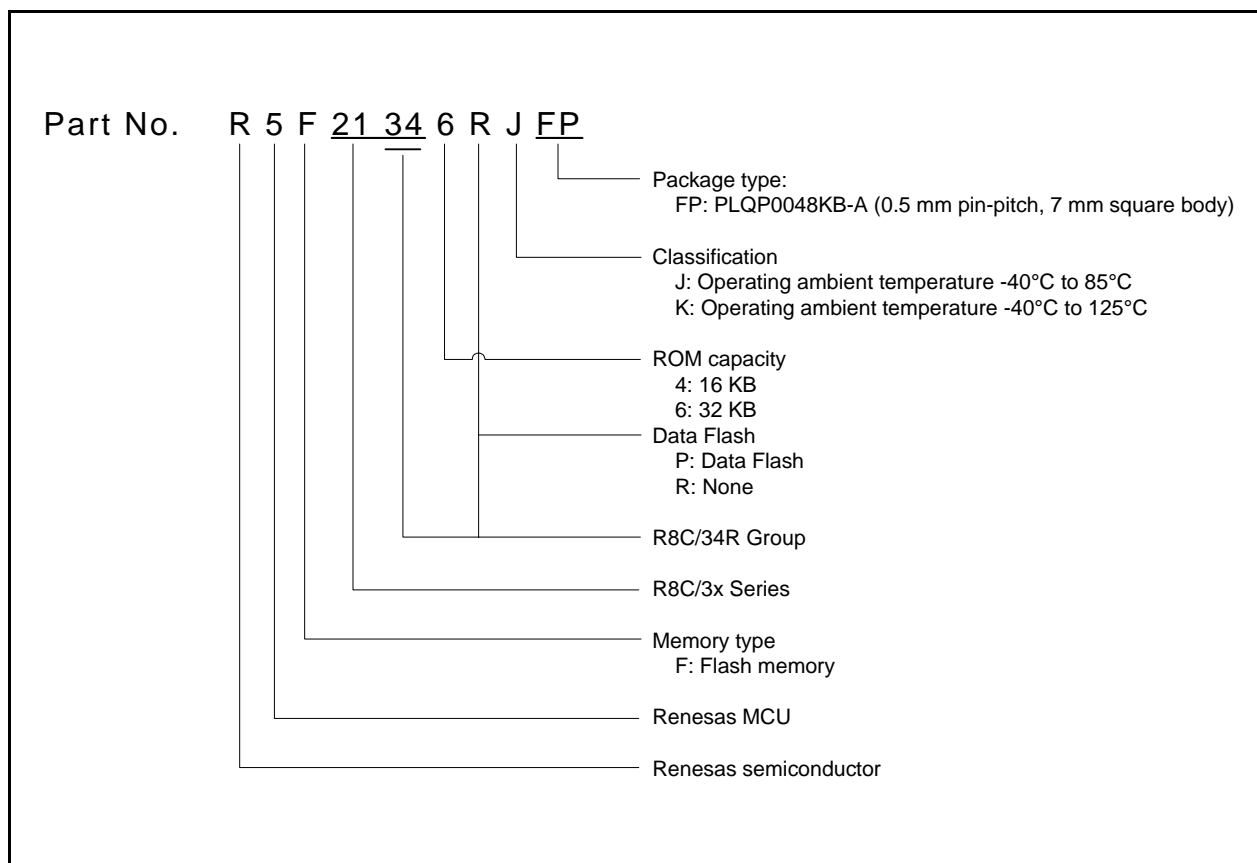 Part No. R 5 F 21 34 6 R J FP
Package type:
FP: PLQP0048KB-A (0.5 mm pin-pitch, 7 mm square body)
Classification
J: Operating ambient temperature -40°C to 85°C
K: Operating ambient temperature -40°C to 125°C
ROM capacity
4: 16 KB
6: 32 KB
Data Flash
P: Data Flash
R: None
R8C/34R Group
R8C/3x Series
Memory type
F: Flash memory
Renesas MCU
Renesas semiconductor